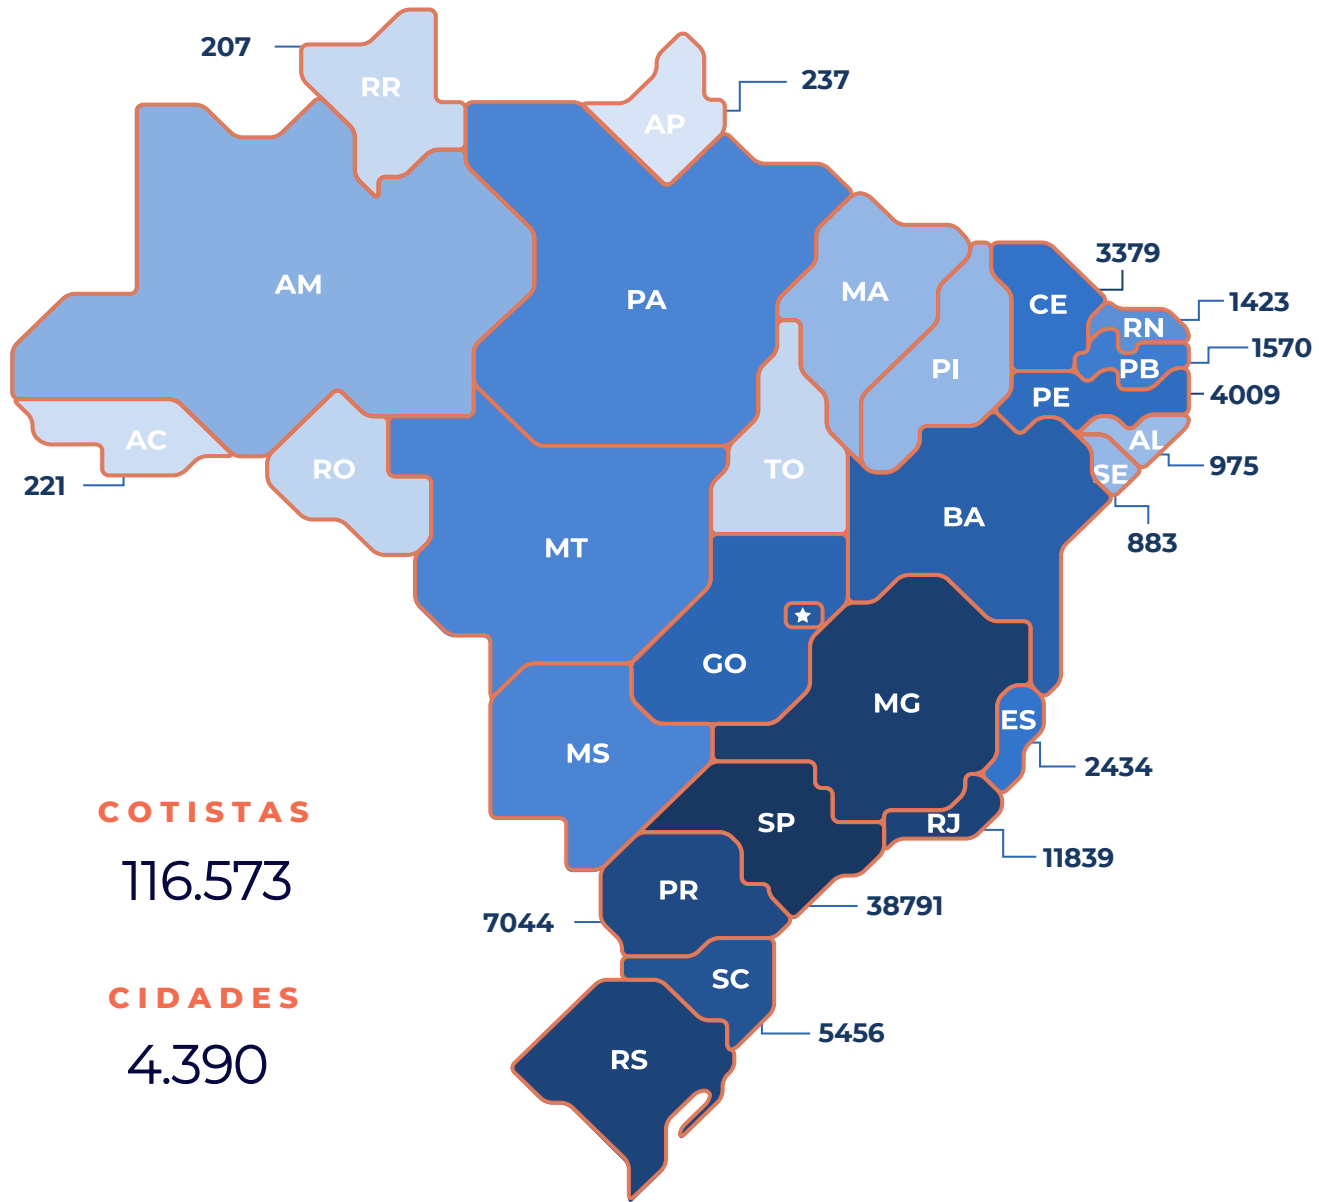 207
RR
237
AP
AM
PA
MA
3379
CE
1423
RN
1570
PB
PI
PE
4009
AC
RO
TO
AL
975
SE
221
BA
883
MT
GO
MG
ES
MS
2434
COTISTAS
SP
RJ
11839
116.573
PR
38791
7044
SC
CIDADES
5456
4.390
RS